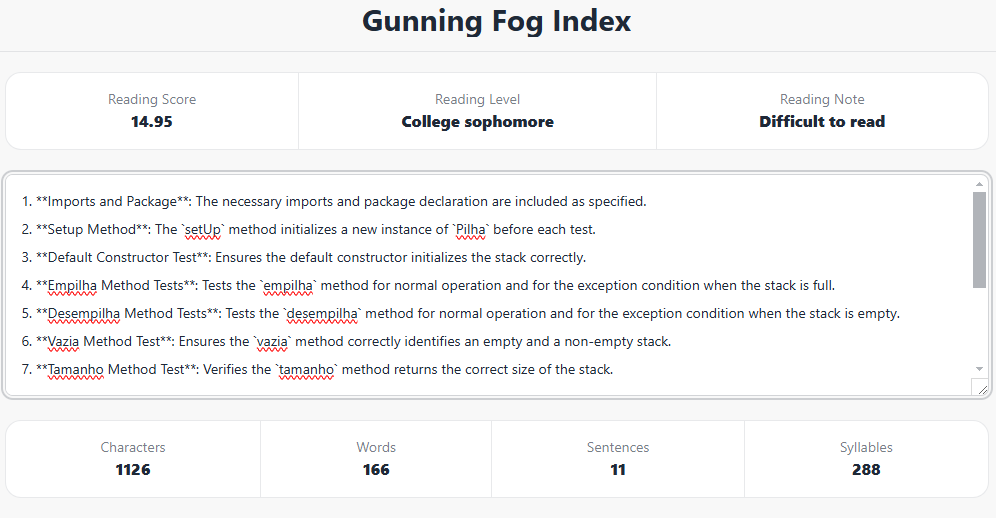 Gunning Fog Index
Reading Score
14.95
Reading Level
College sophomore
Reading Note
Difficult to read
1. **Imports and Package**: The necessary imports and package declaration are included as specified.
2. **Setup Method**: The `setUp` method initializes a new instance of `Pilha` before each test.
3. **Default Constructor Test**: Ensures the default constructor initializes the stack correctly.
4. **Empilha Method Tests**: Tests the `empilha` method for normal operation and for the exception condition when the stack is full.
5. **Desempilha Method Tests**: Tests the `desempilha` method for normal operation and for the exception condition when the stack is empty.
6. **Vazia Method Test**: Ensures the `vazia` method correctly identifies an empty and a non-empty stack.
7. **Tamanho Method Test**: Verifies the `tamanho` method returns the correct size of the stack.
Characters
1126
Words
166
Sentences
11
Syllables
288